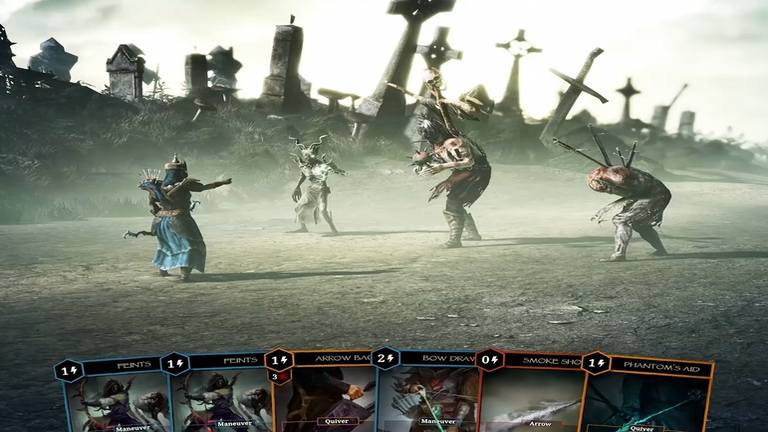 1 FEINTS
Maneuver
1 FEINTS
Maneuver
1 ARROW BAG
3
Quiver
2 BOW DRAW
Maneuver
0 SMOKE SHO
Arrow
1 PHANTOM'S AID
Quiver